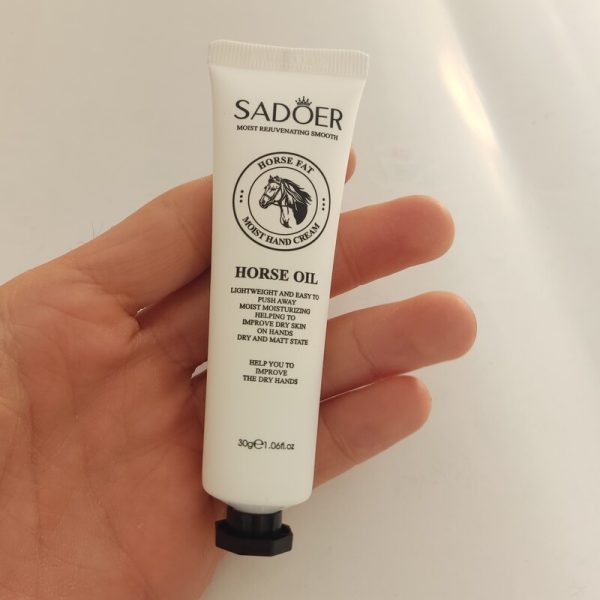 SADOER
MOIST REJUVENATING SMOOTH
HORSE FAT
MOIST HAND CREAM
HORSE OIL
LIGHTWEIGHT AND EASY TO
PUSH AWAY
MOIST MOISTURIZING
HELPING TO
IMPROVE DRY SKIN
ON HANDS
DRY AND MATT STATE
HELP YOU TO
IMPROVE
THE DRY HANDS
30g℮1.06fl.oz